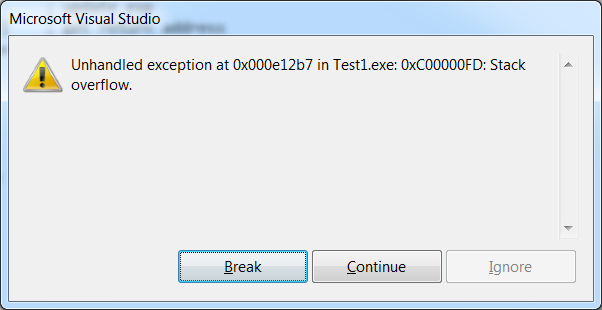 Microsoft Visual Studio
Unhandled exception at 0x000e12b7 in Test1.exe: 0xC00000FD: Stack
overflow.
Break
Continue
Ignore